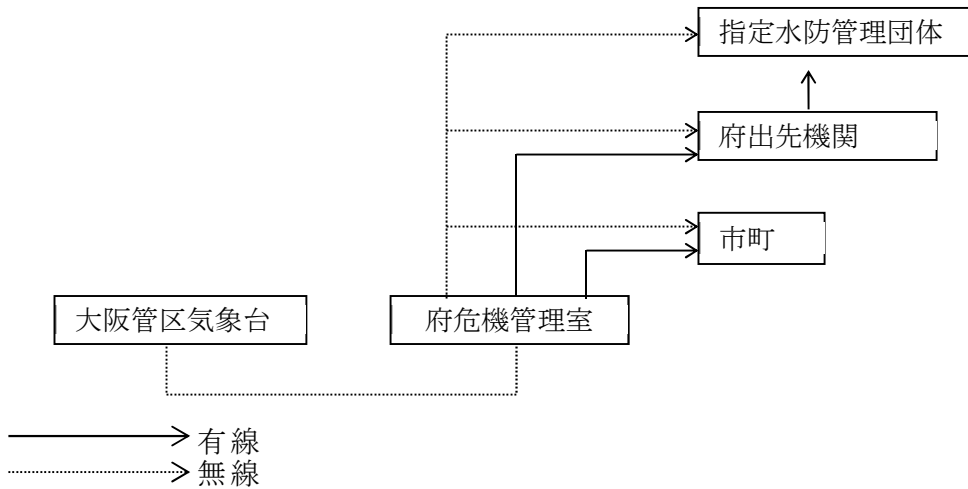 指定水防管理団体
府出先機関
市町
大阪管区気象台
府危機管理室
有線
無線